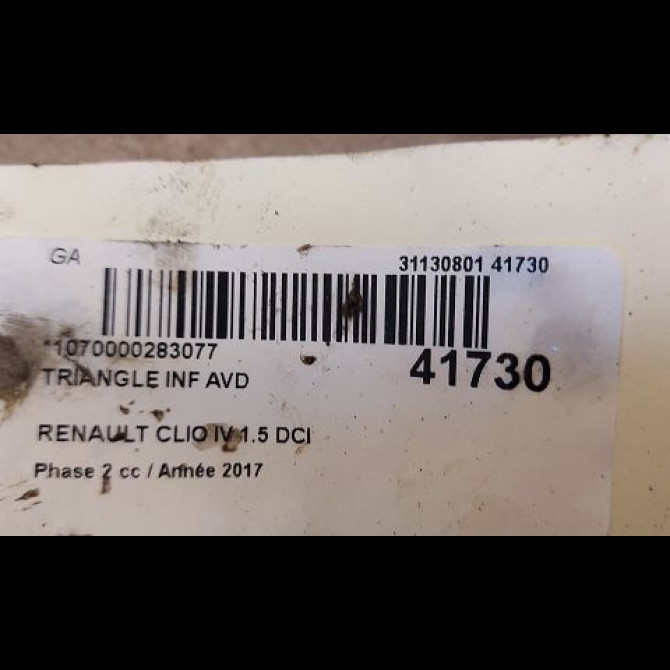 GA
31130801 41730
*1070000283077
41730
TRIANGLE INF AVD
RENAULT CLIO IV 1.5 DCI
Phase 2 cc / Année 2017